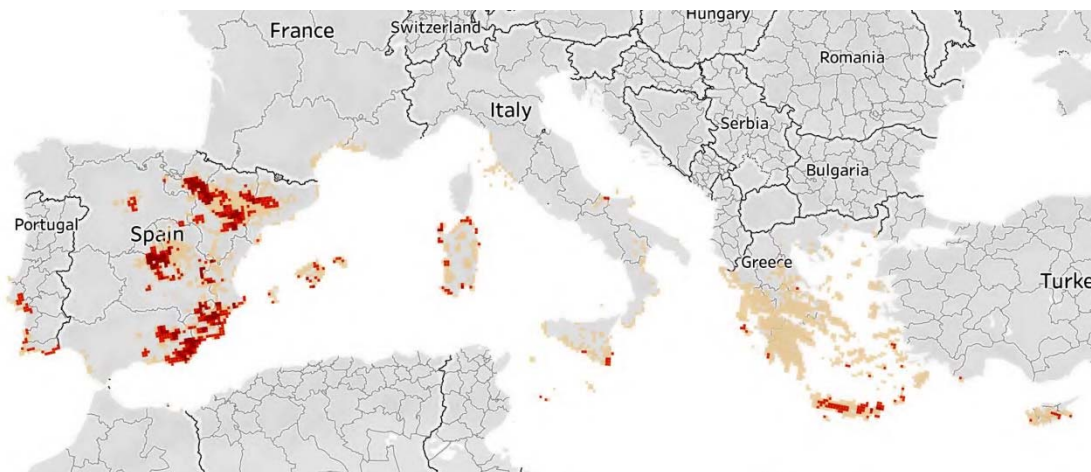 Hungary
France
Switzerland
Romania
Italy
Serbia
Bulgaria
Portugal
Spain
Greece
Turke